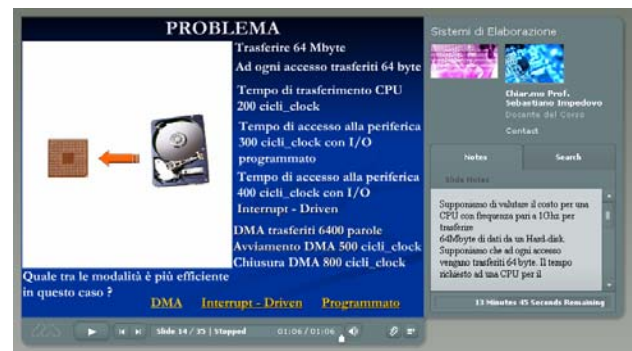 PROBLEMA
Trasferire 64 Mbyte
Ad ogni accesso trasferiti 64 byte
Tempo di trasferimento CPU
200 cicli_clock
Tempo di accesso alla periferica
300 cicli_clock con I/O
programmato
Tempo di accesso alla periferica
400 cicli_clock con I/O
Interrupt - Driven
DMA trasferiti 6400 parole
Avviamento DMA 500 cicli_clock
Chiusura DMA 800 cicli_clock
Quale tra le modalità è più efficiente
in questo caso ?
DMA Interrupt - Driven Programmato
Slide 14 / 35 | Stopped 01:06 / 01:06
Sistemi di Elaborazione
Chiar.mo Prof.
Sebastiano Impedovo
Docente del Corso
Contact
Notes Search
Slide Notes
Supponiamo di valutare il costo per una
CPU con frequenza pari a 1Ghz per
trasferire
64Mbyte di dati da un Hard-disk.
Supponiamo che ad ogni accesso
vengano trasferiti 64 byte. Il tempo
richiesto ad una CPU per il
13 Minutes 45 Seconds Remaining